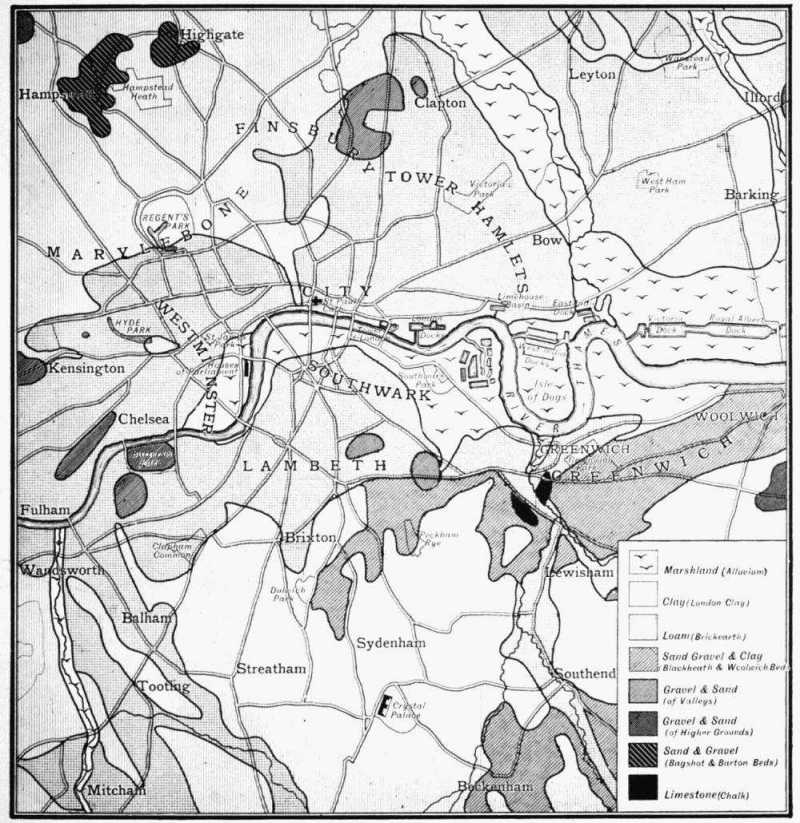 Highgate
Hampstead
Hampstead
Heath
Clapton
Leyton
Wanstead
Park
Ilford
FINSBURY
TOWER HAMLETS
Victoria
Park
West Ham
Park
Barking
MARYLEBONE
REGENT'S
PARK
Bow
CITY
St Pauls
Limehouse
Basin
East India
Dock
London
Docks
Victoria
Dock
Royal Albert
Dock
HYDE
PARK
WESTMINSTER
St James
Park
Houses
of Parliament
Kensington
SOUTHWARK
Southwark
Park
West India
Docks
Isle
of Dogs
RIVER THAMES
WOOLWICH
Chelsea
LAMBETH
GREENWICH
GREENWICH
Fulham
Wandsworth
Clapham
Common
Brixton
Peckham
Rye
Lewisham
Dulwich
Park
Balham
Sydenham
Streatham
Tooting
Southend
Crystal
Palace
Mitcham
Beckenham
Marshland (Alluvium)
Clay (London Clay)
Loam (Brickearth)
Sand Gravel & Clay
Blackheath & Woolwich Beds
Gravel & Sand
(of Valleys)
Gravel & Sand
(of Higher Grounds)
Sand & Gravel
(Bagshot & Barton Beds)
Limestone (Chalk)